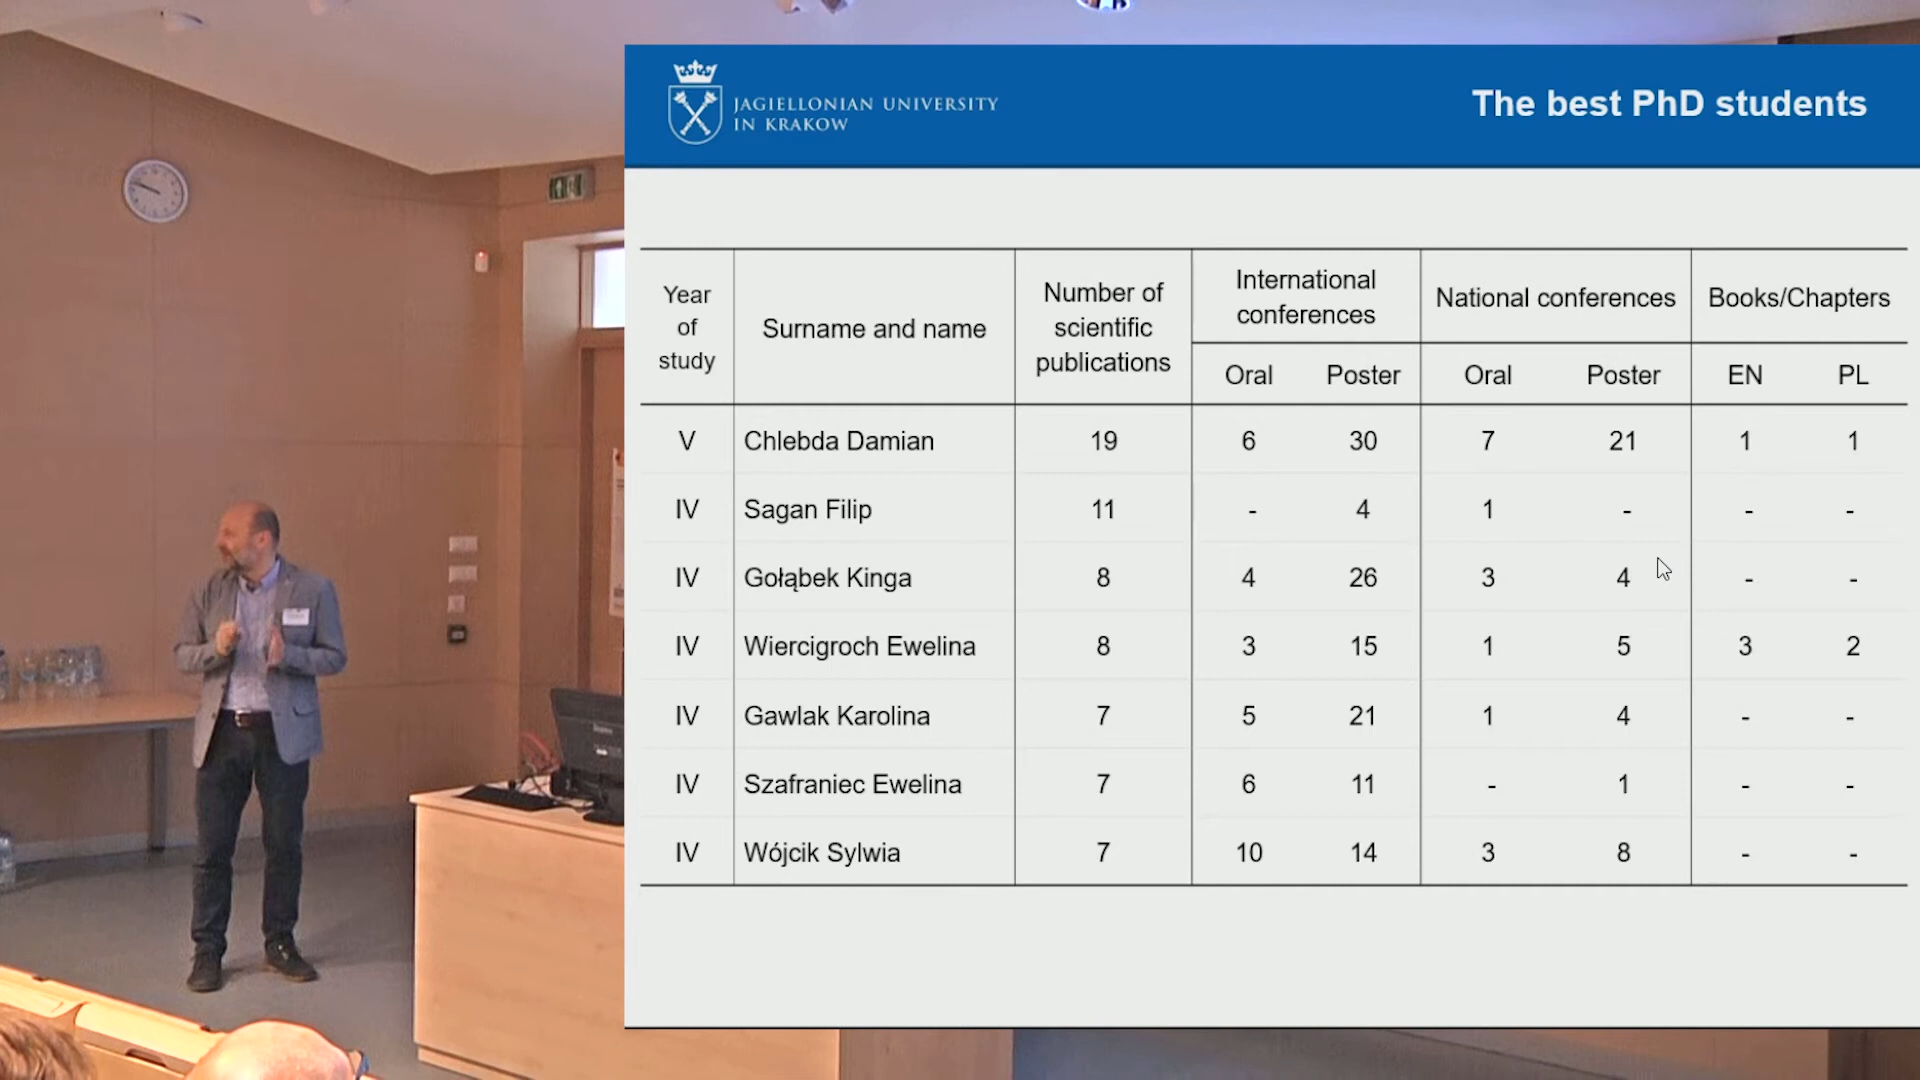 JAGIELLONIAN UNIVERSITY
IN KRAKOW
The best PhD students
Year of study | Surname and name | Number of scientific publications | International conferences | National conferences | Books/Chapters
Oral | Poster | Oral | Poster | EN | PL
V | Chlebda Damian | 19 | 6 | 30 | 7 | 21 | 1 | 1
IV | Sagan Filip | 11 | - | 4 | 1 | - | - | -
IV | Gołąbek Kinga | 8 | 4 | 26 | 3 | 4 | - | -
IV | Wiercigroch Ewelina | 8 | 3 | 15 | 1 | 5 | 3 | 2
IV | Gawlak Karolina | 7 | 5 | 21 | 1 | 4 | - | -
IV | Szafraniec Ewelina | 7 | 6 | 11 | - | 1 | - | -
IV | Wójcik Sylwia | 7 | 10 | 14 | 3 | 8 | - | -